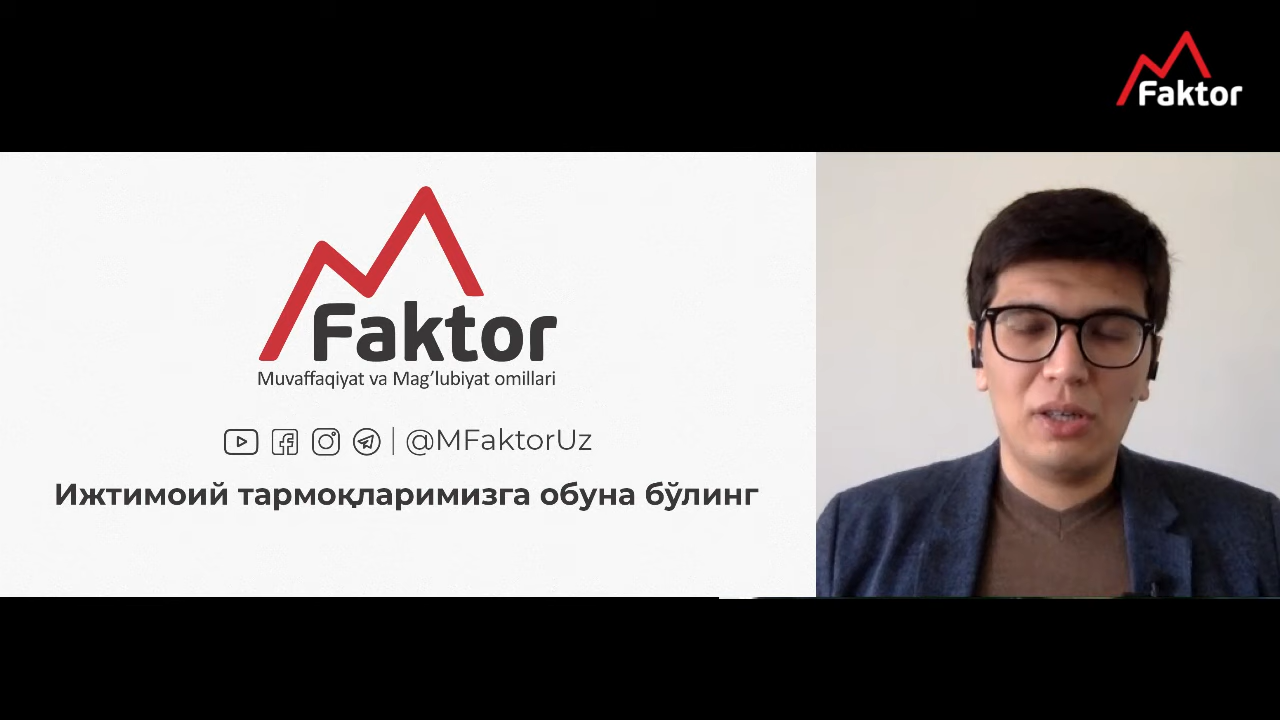 Faktor
Faktor
Muvaffaqiyat va Mag'lubiyat omillari
@MFaktorUz
Ижтимоий тармоқларимизга обуна бўлинг